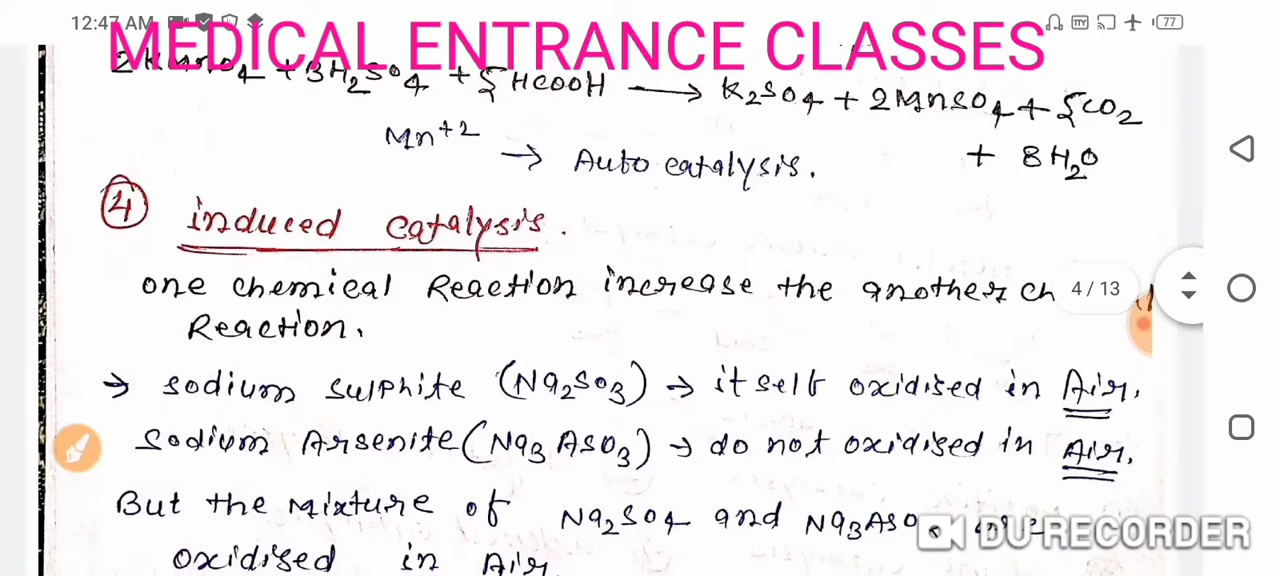 12:47 AM
77
MEDICAL ENTRANCE CLASSES
2KMnO4 + 3H2SO4 + 5HCOOH → K2SO4 + 2MnSO4 + 5CO2
+ 8H2O
Mn+2 → Auto catalysis.
4 induced catalysis.
one chemical Reaction increase the another ch
4/13
Reaction.
→ sodium sulphite (Na2SO3) → itself oxidised in Air.
Sodium Arsenite (Na3AsO3) → do not oxidised in Air.
But the mixture of Na2SO4 and Na3AsO
DU RECORDER
oxidised in Air